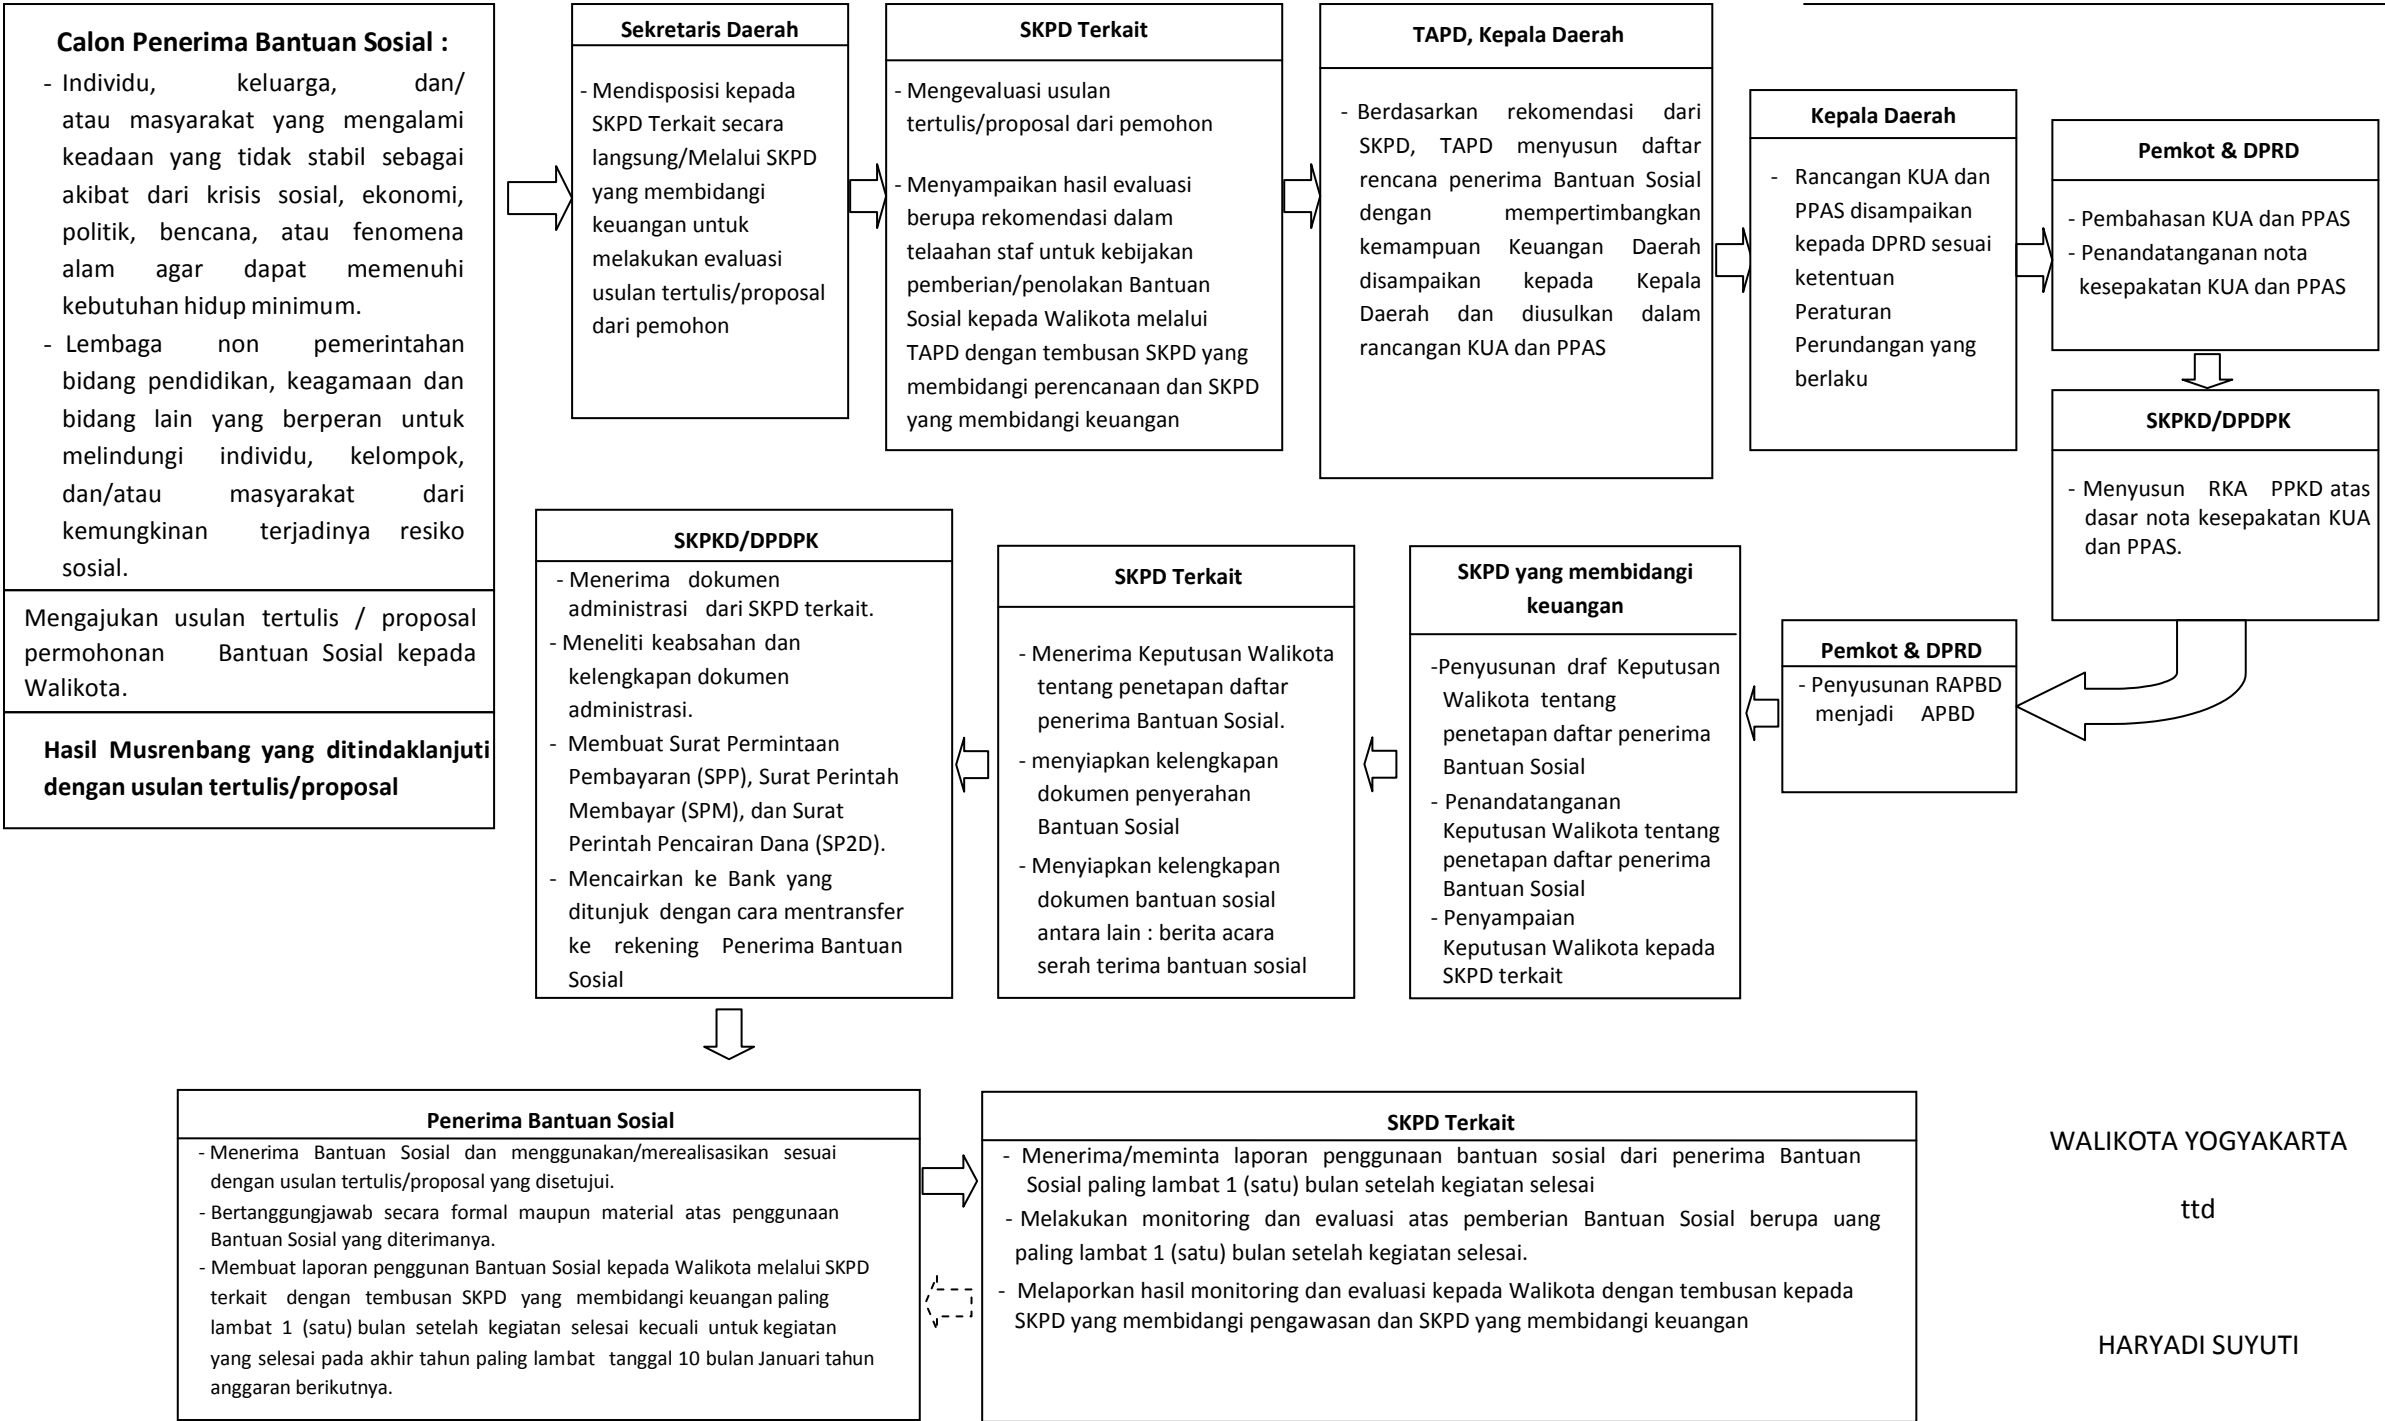 Calon Penerima Bantuan Sosial :
- Individu, keluarga, dan/
atau masyarakat yang mengalami
keadaan yang tidak stabil sebagai
akibat dari krisis sosial, ekonomi,
politik, bencana, atau fenomena
alam agar dapat memenuhi
kebutuhan hidup minimum.
- Lembaga non pemerintahan
bidang pendidikan, keagamaan dan
bidang lain yang berperan untuk
melindungi individu, kelompok,
dan/atau masyarakat dari
kemungkinan terjadinya resiko
sosial.
Mengajukan usulan tertulis / proposal
permohonan Bantuan Sosial kepada
Walikota.
Hasil Musrenbang yang ditindaklanjuti
dengan usulan tertulis/proposal
Sekretaris Daerah
- Mendisposisi kepada
SKPD Terkait secara
langsung/Melalui SKPD
yang membidangi
keuangan untuk
melakukan evaluasi
usulan tertulis/proposal
dari pemohon
SKPD Terkait
- Mengevaluasi usulan
tertulis/proposal dari pemohon
- Menyampaikan hasil evaluasi
berupa rekomendasi dalam
telaahan staf untuk kebijakan
pemberian/penolakan Bantuan
Sosial kepada Walikota melalui
TAPD dengan tembusan SKPD yang
membidangi perencanaan dan SKPD
yang membidangi keuangan
TAPD, Kepala Daerah
- Berdasarkan rekomendasi dari
SKPD, TAPD menyusun daftar
rencana penerima Bantuan Sosial
dengan mempertimbangkan
kemampuan Keuangan Daerah
disampaikan kepada Kepala
Daerah dan diusulkan dalam
rancangan KUA dan PPAS
Kepala Daerah
- Rancangan KUA dan
PPAS disampaikan
kepada DPRD sesuai
ketentuan
Peraturan
Perundangan yang
berlaku
Pemkot & DPRD
- Pembahasan KUA dan PPAS
- Penandatanganan nota
kesepakatan KUA dan PPAS
SKPKD/DPDPK
- Menyusun RKA PPKD atas
dasar nota kesepakatan KUA
dan PPAS.
Pemkot & DPRD
- Penyusunan RAPBD
menjadi APBD
SKPD yang membidangi
keuangan
-Penyusunan draf Keputusan
Walikota tentang
penetapan daftar penerima
Bantuan Sosial
- Penandatanganan
Keputusan Walikota tentang
penetapan daftar penerima
Bantuan Sosial
- Penyampaian
Keputusan Walikota kepada
SKPD terkait
SKPD Terkait
- Menerima Keputusan Walikota
tentang penetapan daftar
penerima Bantuan Sosial.
- menyiapkan kelengkapan
dokumen penyerahan
Bantuan Sosial
- Menyiapkan kelengkapan
dokumen bantuan sosial
antara lain : berita acara
serah terima bantuan sosial
SKPKD/DPDPK
- Menerima dokumen
administrasi dari SKPD terkait.
- Meneliti keabsahan dan
kelengkapan dokumen
administrasi.
- Membuat Surat Permintaan
Pembayaran (SPP), Surat Perintah
Membayar (SPM), dan Surat
Perintah Pencairan Dana (SP2D).
- Mencairkan ke Bank yang
ditunjuk dengan cara mentransfer
ke rekening Penerima Bantuan
Sosial
Penerima Bantuan Sosial
- Menerima Bantuan Sosial dan menggunakan/merealisasikan sesuai
dengan usulan tertulis/proposal yang disetujui.
- Bertanggungjawab secara formal maupun material atas penggunaan
Bantuan Sosial yang diterimanya.
- Membuat laporan penggunan Bantuan Sosial kepada Walikota melalui SKPD
terkait dengan tembusan SKPD yang membidangi keuangan paling
lambat 1 (satu) bulan setelah kegiatan selesai kecuali untuk kegiatan
yang selesai pada akhir tahun paling lambat tanggal 10 bulan Januari tahun
anggaran berikutnya.
SKPD Terkait
- Menerima/meminta laporan penggunaan bantuan sosial dari penerima Bantuan
Sosial paling lambat 1 (satu) bulan setelah kegiatan selesai
- Melakukan monitoring dan evaluasi atas pemberian Bantuan Sosial berupa uang
paling lambat 1 (satu) bulan setelah kegiatan selesai.
- Melaporkan hasil monitoring dan evaluasi kepada Walikota dengan tembusan kepada
SKPD yang membidangi pengawasan dan SKPD yang membidangi keuangan
WALIKOTA YOGYAKARTA
ttd
HARYADI SUYUTI